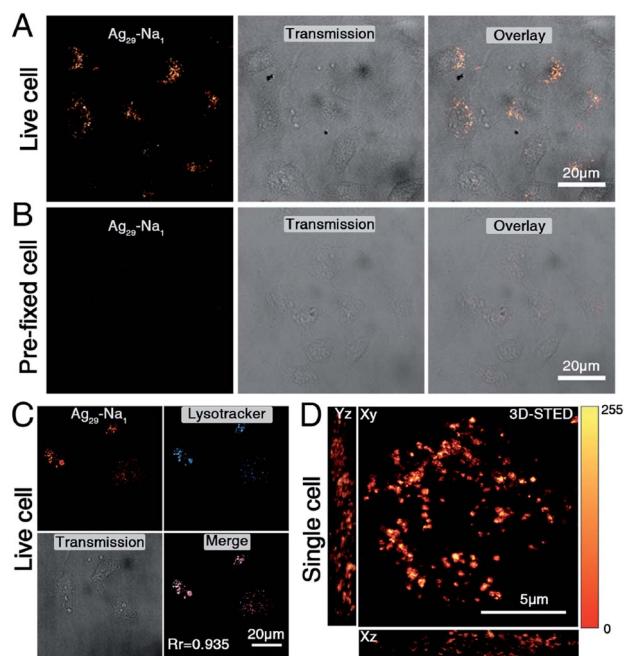 A
Live cell
Ag29-Na1
Transmission
Overlay
20μm
B
Pre-fixed cell
Ag29-Na1
Transmission
Overlay
20μm
C
Live cell
Ag29-Na1
Lysotracker
Transmission
Merge
Rr=0.935
20μm
D
Single cell
Yz
Xy
3D-STED
5μm
Xz
255
0